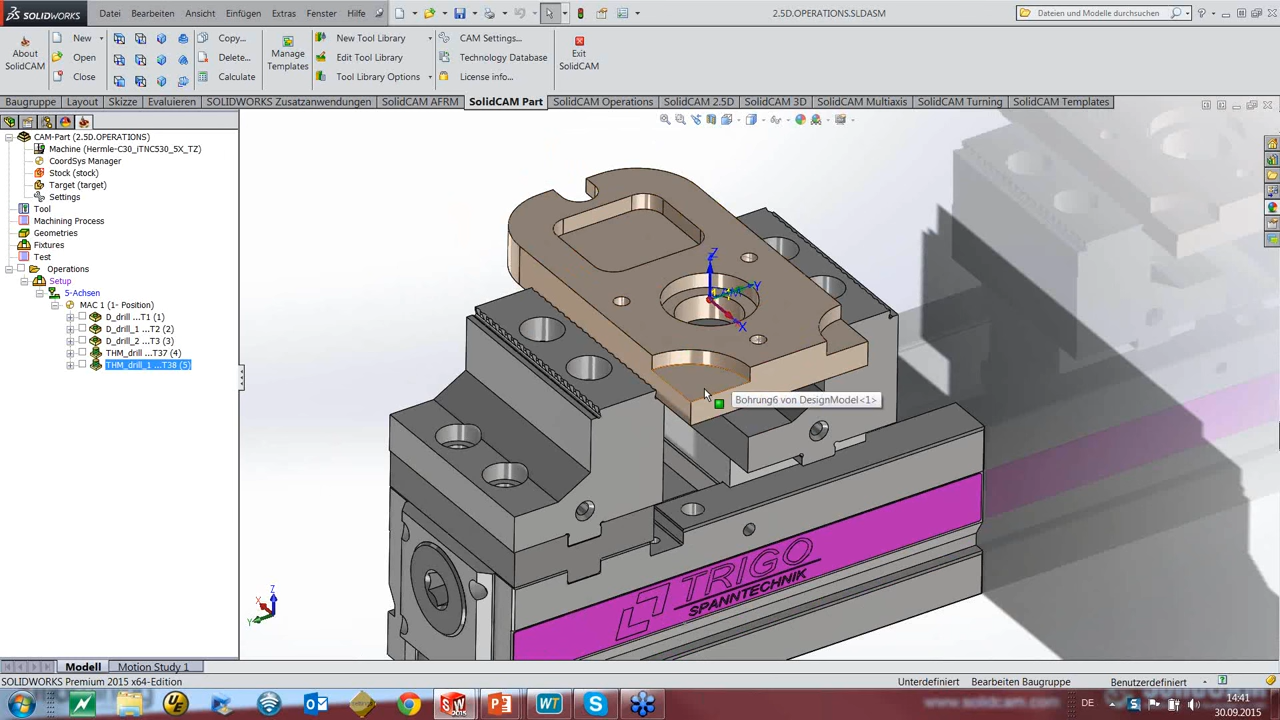 SOLIDWORKS
Datei Bearbeiten Ansicht Einfügen Extras Fenster Hilfe
2.5D.OPERATIONS.SLDASM
Dateien und Modelle durchsuchen
About SolidCAM
New
Open
Close
Copy...
Delete...
Calculate
Manage Templates
New Tool Library
Edit Tool Library
Tool Library Options
CAM Settings...
Technology Database
License info...
Exit SolidCAM
Baugruppe Layout Skizze Evaluieren SOLIDWORKS Zusatzanwendungen SolidCAM AFRM SolidCAM Part SolidCAM Operations SolidCAM 2.5D SolidCAM 3D SolidCAM Multiaxis SolidCAM Turning SolidCAM Templates
CAM-Part (2.5D.OPERATIONS)
Machine (Hermle-C30_iTNC530_5X_TZ)
CoordSys Manager
Stock (stock)
Target (target)
Settings
Tool
Machining Process
Geometries
Fixtures
Test
Operations
Setup
5-Achsen
MAC 1 (1- Position)
D_drill ...T1 (1)
D_drill_1 ...T2 (2)
D_drill_2 ...T3 (3)
THM_drill ...T37 (4)
THM_drill_1 ...T38 (5)
Z
Y
X
Bohrung6 von DesignModel<1>
TRIGO
SPANNTECHNIK
Z
X
Y
Modell Motion Study 1
SOLIDWORKS Premium 2015 x64-Edition
Unterdefiniert Bearbeiten Baugruppe Benutzerdefiniert
DE
14:41
30.09.2015